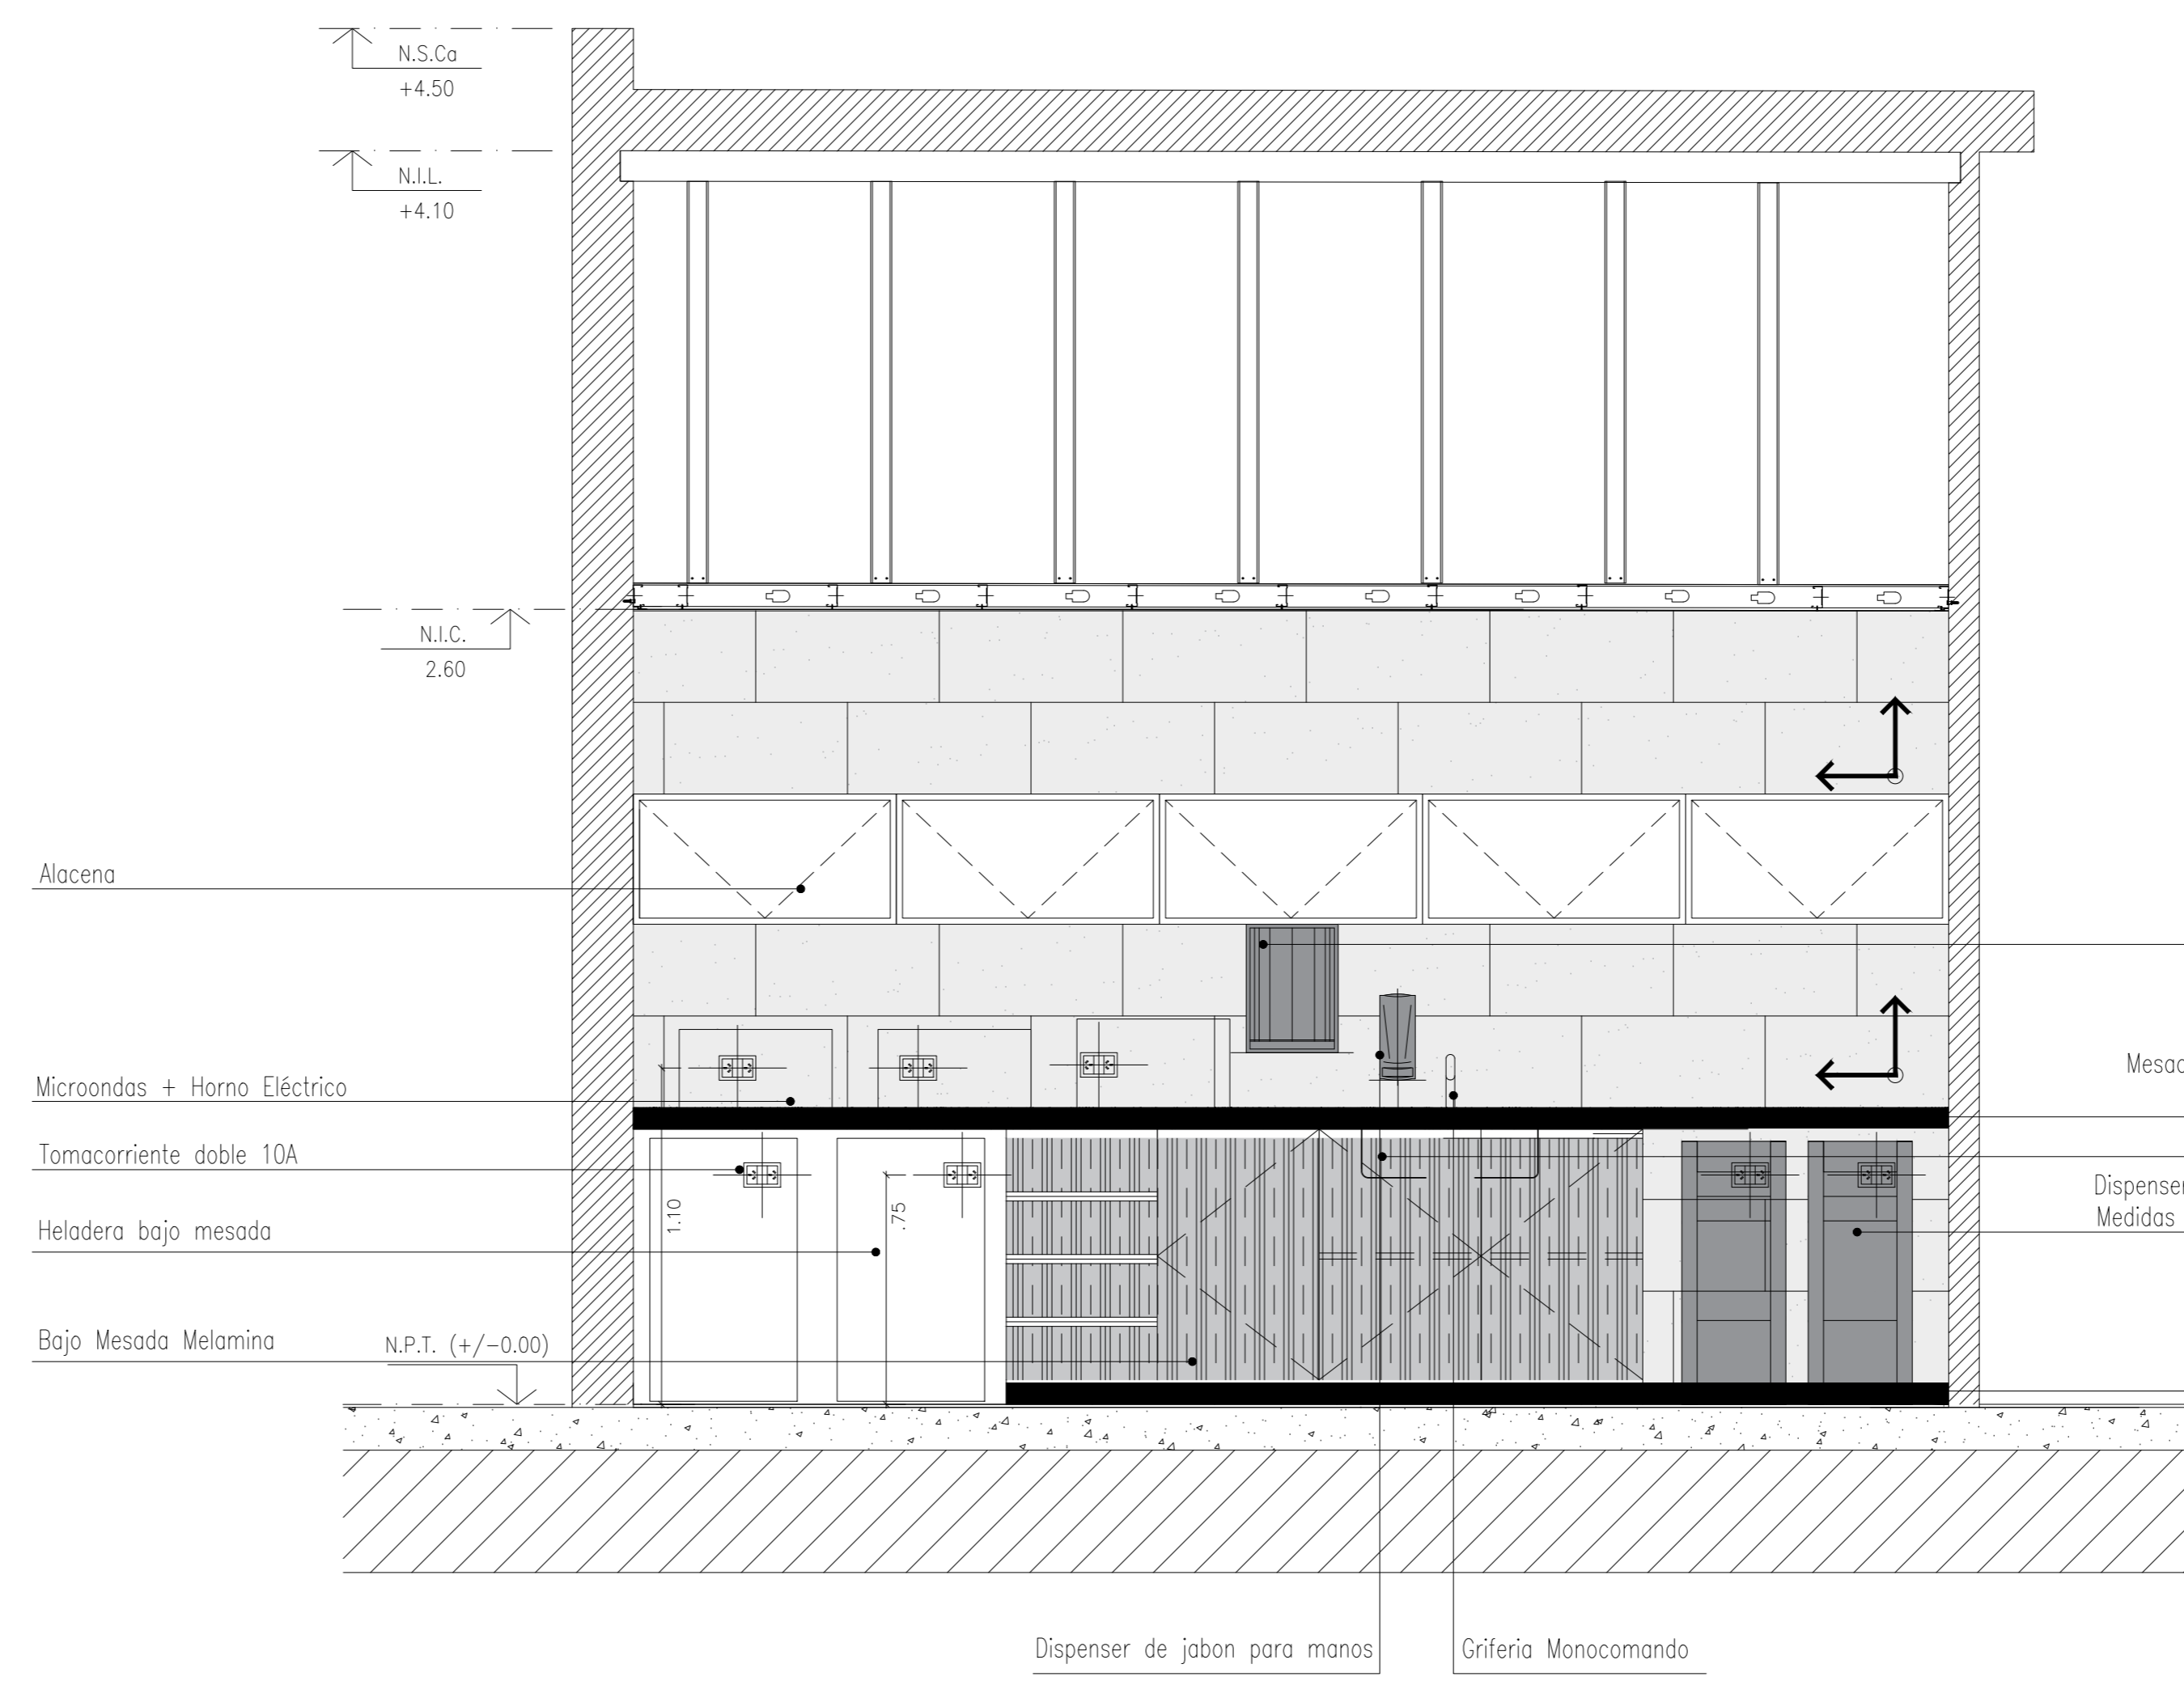 N.S.Ca
+4.50
N.I.L.
+4.10
N.I.C.
2.60
Alacena
Microondas + Horno Eléctrico
Mesad
Tomacorriente doble 10A
Dispenser
Medidas
1.10
.75
Heladera bajo mesada
Bajo Mesada Melamina
N.P.T. (+/-0.00)
Dispenser de jabon para manos
Griferia Monocomando